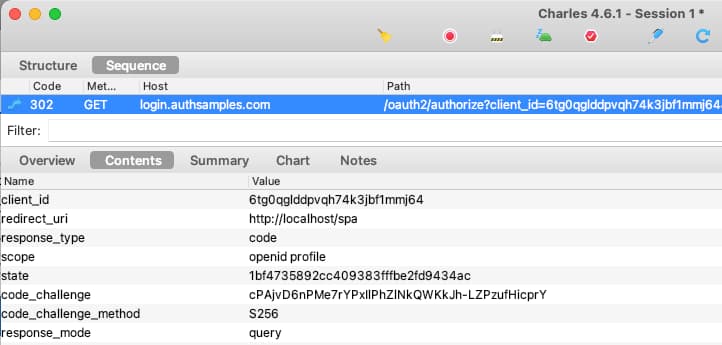 Charles 4.6.1 - Session 1 *
Structure Sequence
Code Met... Host Path
302 GET login.authsamples.com /oauth2/authorize?client_id=6tg0qglddpvqh74k3jbf1mmj64
Filter:
Overview Contents Summary Chart Notes
Name Value
client_id 6tg0qglddpvqh74k3jbf1mmj64
redirect_uri http://localhost/spa
response_type code
scope openid profile
state 1bf4735892cc409383fffbe2fd9434ac
code_challenge cPAjvD6nPMe7rYPxIlPhZlNkQWKkJh-LZPzufHicprY
code_challenge_method S256
response_mode query